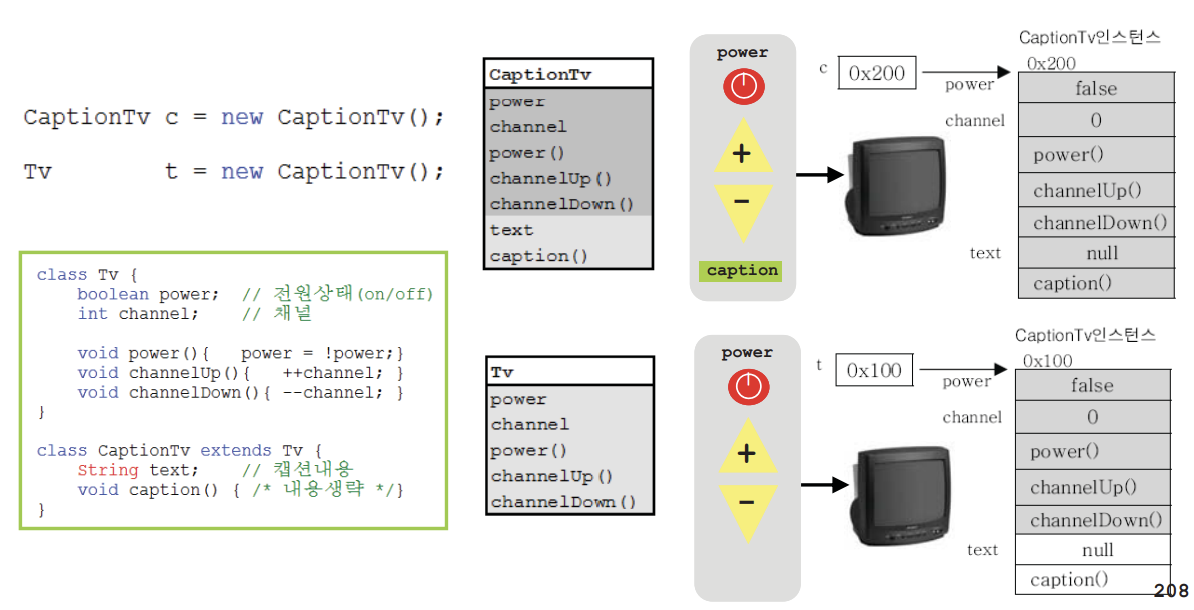 CaptionTv c = new CaptionTv();
Tv t = new CaptionTv();
class Tv {
boolean power; // 전원상태(on/off)
int channel; // 채널
void power(){ power = !power;}
void channelUp(){ ++channel; }
void channelDown(){ --channel; }
}
class CaptionTv extends Tv {
String text; // 캡션내용
void caption() { /* 내용생략 */}
}
CaptionTv
power
channel
power()
channelUp()
channelDown()
text
caption()
power
+
−
caption
c
0x200
CaptionTv인스턴스
0x200
power
false
channel
0
power()
channelUp()
channelDown()
text
null
caption()
Tv
power
channel
power()
channelUp()
channelDown()
power
+
−
t
0x100
CaptionTv인스턴스
0x100
power
false
channel
0
power()
channelUp()
channelDown()
text
null
caption()
208